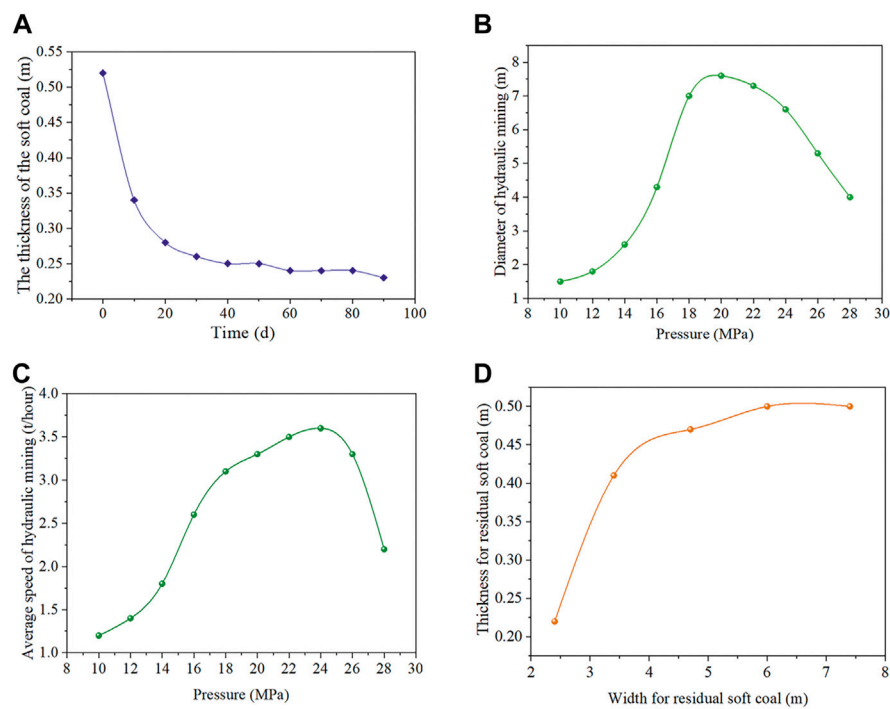 A
The thickness of the soft coal (m)
0.55
0.50
0.45
0.40
0.35
0.30
0.25
0.20
0 20 40 60 80 100
Time (d)
B
Diameter of hydraulic mining (m)
8
7
6
5
4
3
2
1
8 10 12 14 16 18 20 22 24 26 28 30
Pressure (MPa)
C
Average speed of hydraulic mining (t/hour)
4.0
3.5
3.0
2.5
2.0
1.5
1.0
8 10 12 14 16 18 20 22 24 26 28 30
Pressure (MPa)
D
Thickness for residual soft coal (m)
0.50
0.45
0.40
0.35
0.30
0.25
0.20
2 3 4 5 6 7 8
Width for residual soft coal (m)